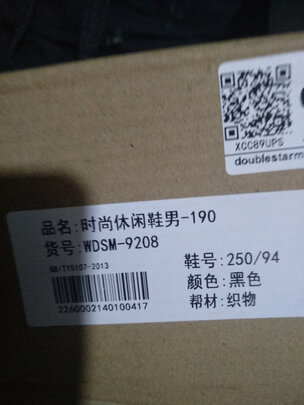 XCC89UPS
doublestarm
品名:时尚休闲鞋男-190
货号:WDSM-9208
GB/T15107-2013
鞋号:250/94
颜色:黑色
帮材:织物
2260002140100417